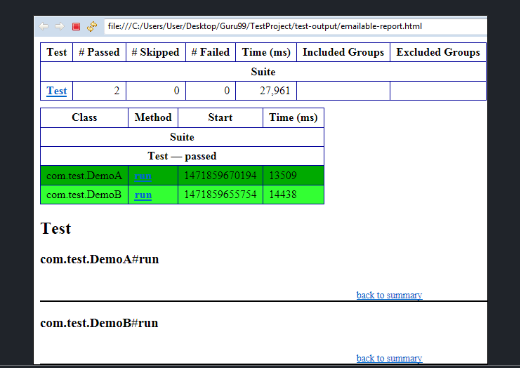 file:///C:/Users/User/Desktop/Guru99/TestProject/test-output/emailable-report.html
Test # Passed # Skipped # Failed Time (ms) Included Groups Excluded Groups
Suite
Test 2 0 0 27,961
Class Method Start Time (ms)
Suite
Test — passed
com.test.DemoA run 1471859670194 13509
com.test.DemoB run 1471859655754 14438
Test
com.test.DemoA#run
back to summary
com.test.DemoB#run
back to summary